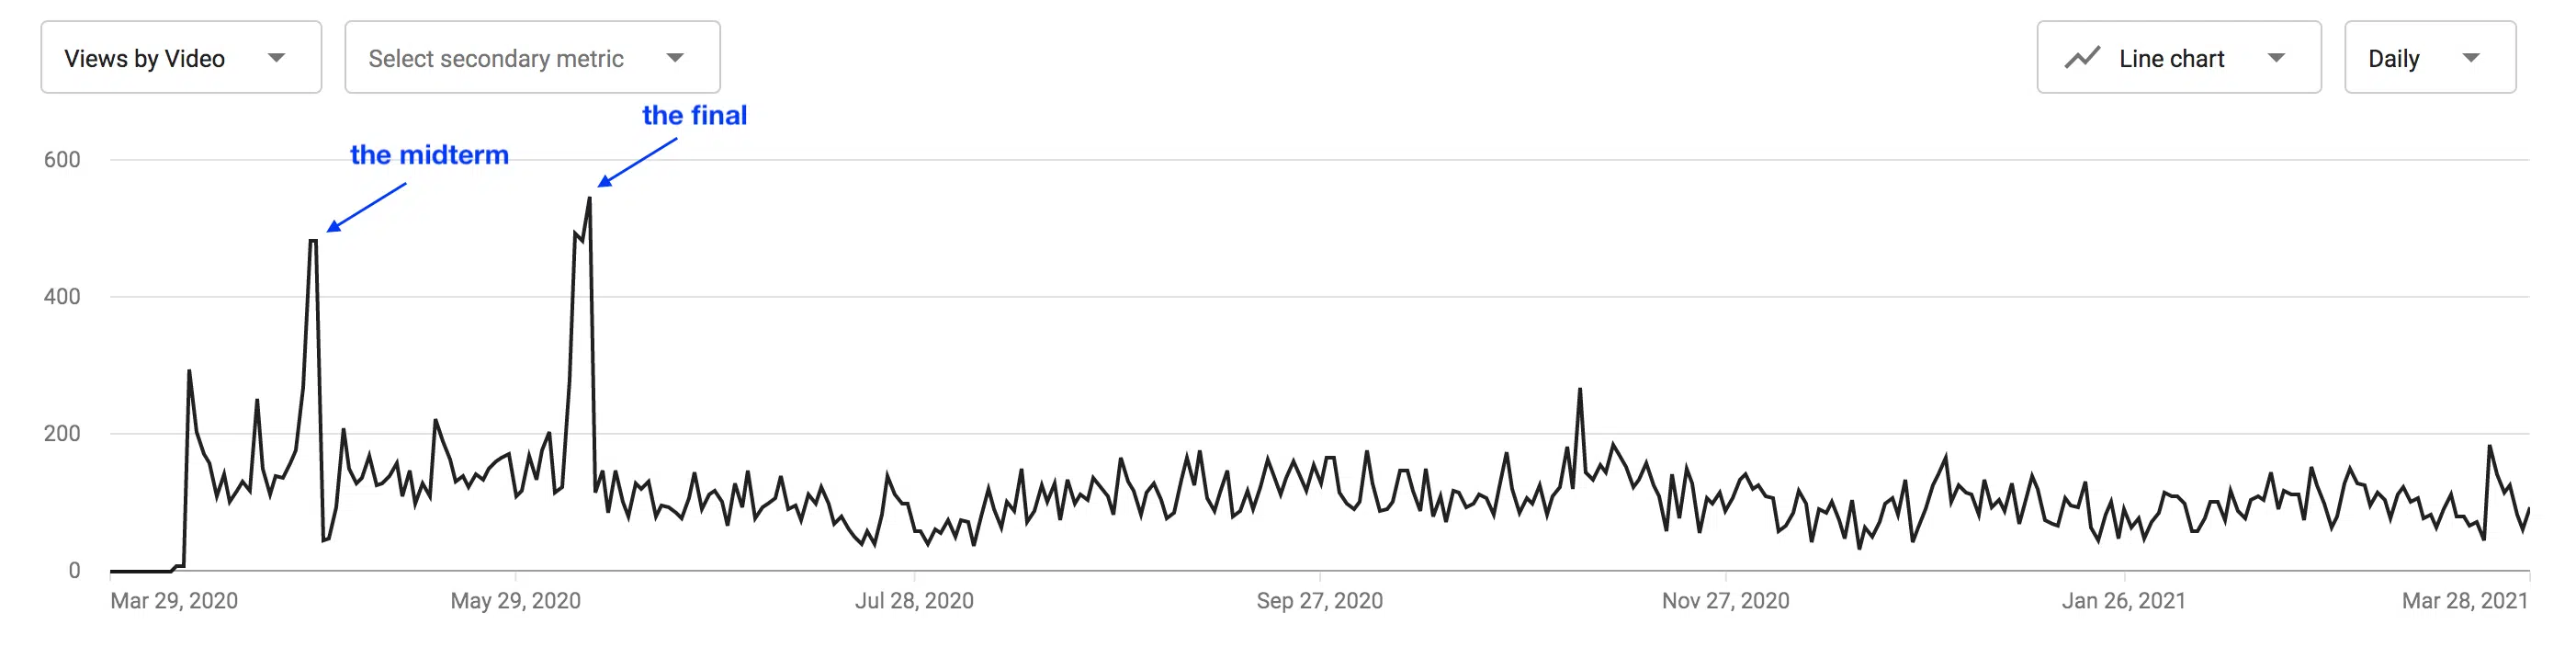 Views by Video
Select secondary metric
Line chart
Daily
the final
the midterm
600
400
200
0
Mar 29, 2020
May 29, 2020
Jul 28, 2020
Sep 27, 2020
Nov 27, 2020
Jan 26, 2021
Mar 28, 2021